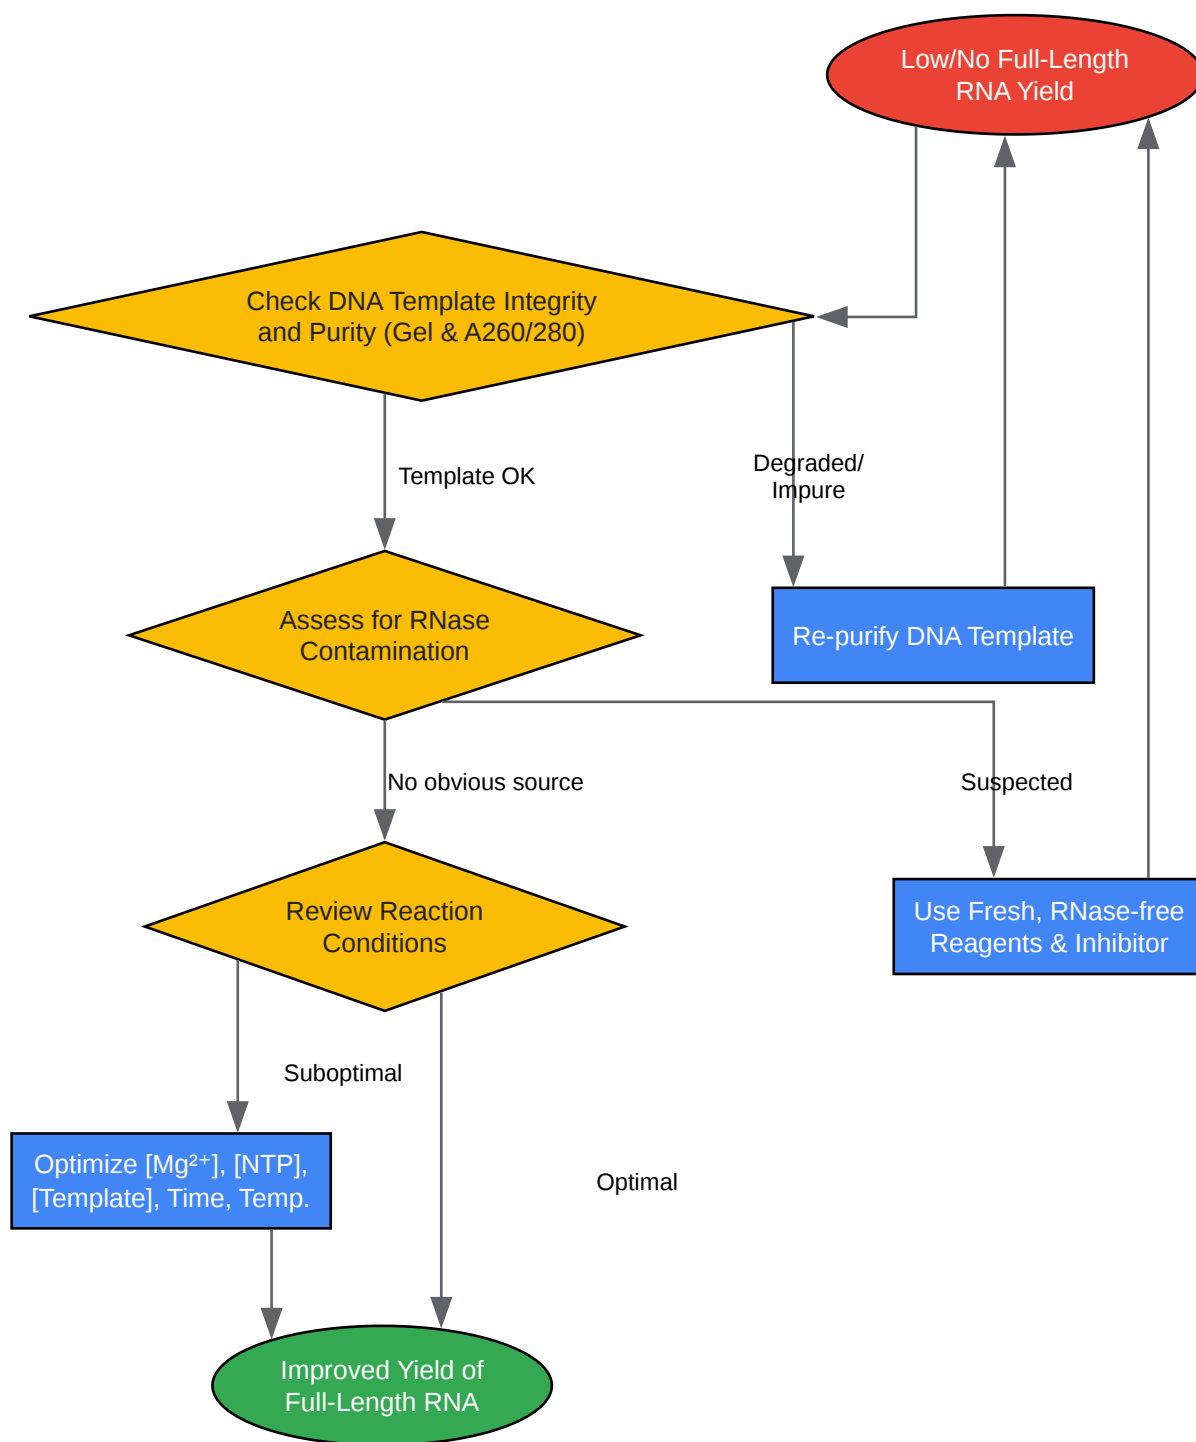 Low/No Full-Length
RNA Yield
Check DNA Template Integrity
and Purity (Gel & A260/280)
Template OK
Degraded/
Impure
Assess for RNase
Contamination
Re-purify DNA Template
No obvious source
Suspected
Review Reaction
Conditions
Use Fresh, RNase-free
Reagents & Inhibitor
Suboptimal
Optimize [Mg²⁺], [NTP],
[Template], Time, Temp.
Optimal
Improved Yield of
Full-Length RNA